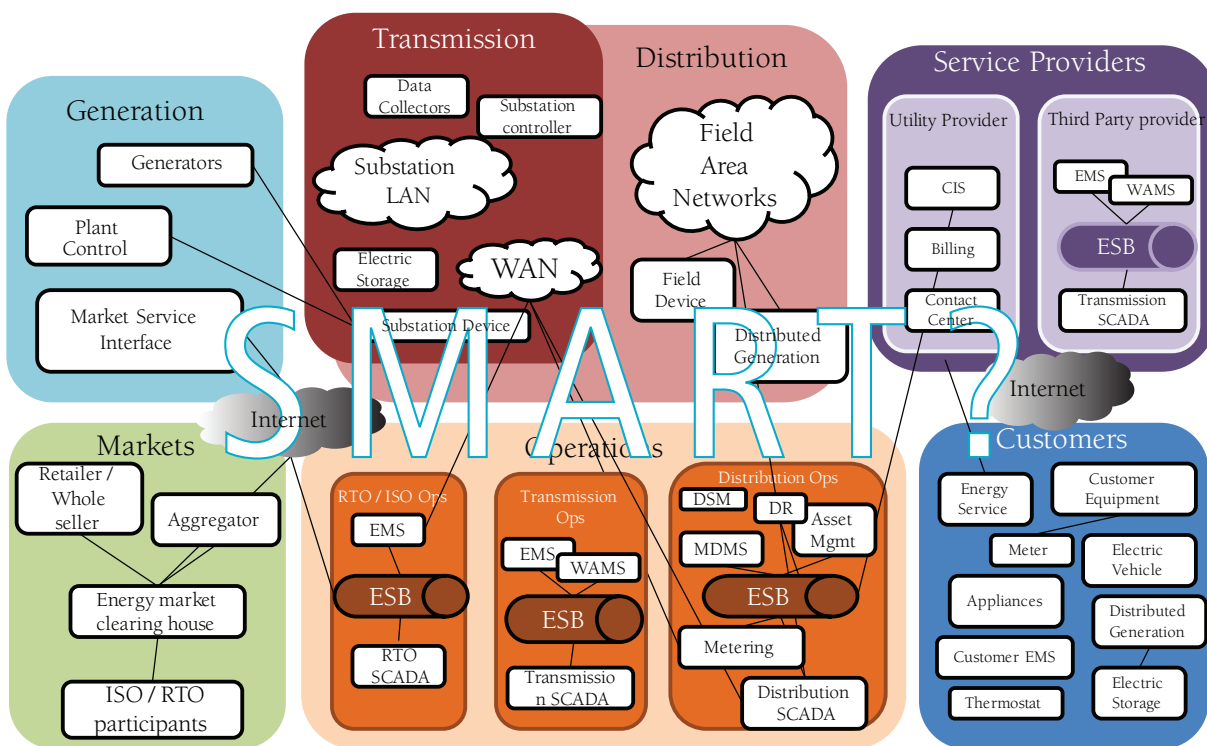 Generation
Generators
Plant
Control
Market Service
Interface
Transmission
Data
Collectors
Substation
controller
Substation
LAN
Electric
Storage
WAN
Substation Device
Distribution
Field
Area
Networks
Field
Device
Distributed
Generation
Service Providers
Utility Provider
CIS
Billing
Contact
Center
Third Party provider
EMS
WAMS
ESB
Transmission
SCADA
SMART?
Internet
Internet
Markets
Retailer /
Whole
seller
Aggregator
Energy market
clearing house
ISO / RTO
participants
Operations
RTO / ISO Ops
EMS
ESB
RTO
SCADA
Transmission
Ops
EMS
WAMS
ESB
Transmissio
n SCADA
Distribution Ops
DSM
DR
Asset
Mgmt
MDMS
ESB
Metering
Distribution
SCADA
Customers
Energy
Service
Customer
Equipment
Meter
Electric
Vehicle
Appliances
Distributed
Generation
Customer EMS
Thermostat
Electric
Storage